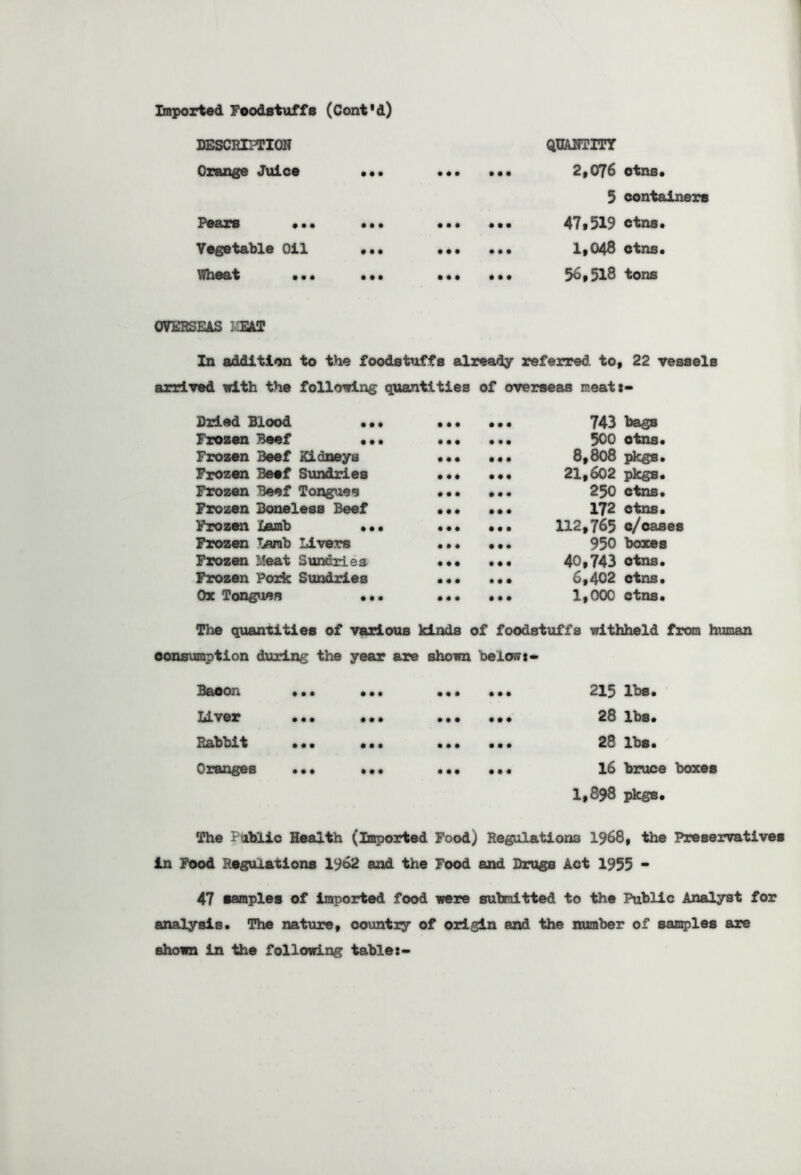 Imported Foodstuffs (Cont'd)
DESCRIPTION QUANTITY
Orange Juice ... ... ... 2,076 ctns.
5 containers
Pears ... ... ... ... 47,519 ctns.
Vegetable Oil ... ... ... 1,048 ctns.
Wheat ... ... ... ... 56,518 tons
OVERSEAS MEAT
In addition to the foodstuffs already referred to, 22 vessels
arrived with the following quantities of overseas meat:-
Dried Blood ... ... ... 743 bags
Frozen Beef ... ... ... 500 ctns.
Frozen Beef Kidneys ... ... 8,808 pkgs.
Frozen Beef Sundries ... ... 21,602 pkgs.
Frozen Beef Tongues ... ... 250 ctns.
Frozen Boneless Beef ... ... 172 ctns.
Frozen Lamb ... ... ... 112,765 c/cases
Frozen Lamb Livers ... ... 950 boxes
Frozen Meat Sundries ... ... 40,743 ctns.
Frozen Pork Sundries ... ... 6,402 ctns.
Ox Tongues ... ... ... 1,000 ctns.
The quantities of various kinds of foodstuffs withheld from human
consumption during the year are shown below:-
Bacon ... ... ... ... 215 lbs.
Liver ... ... ... ... 28 lbs.
Rabbit ... ... ... ... 28 lbs.
Oranges ... ... ... ... 16 bruce boxes
1,898 pkgs.
The Public Health (Imported Food) Regulations 1968, the Preservatives
in Food Regulations 1962 and the Food and Drugs Act 1955 -
47 samples of imported food were submitted to the Public Analyst for
analysis. The nature, country of origin and the number of samples are
shown in the following table:-